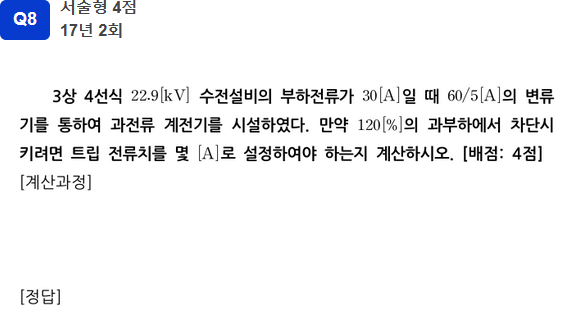 Q8
서술형 4점
17년 2회
3상 4선식 22.9[kV] 수전설비의 부하전류가 30[A]일 때 60/5[A]의 변류
기를 통하여 과전류 계전기를 시설하였다. 만약 120[%]의 과부하에서 차단시
키려면 트립 전류치를 몇 [A]로 설정하여야 하는지 계산하시오. [배점: 4점]
[계산과정]
[정답]